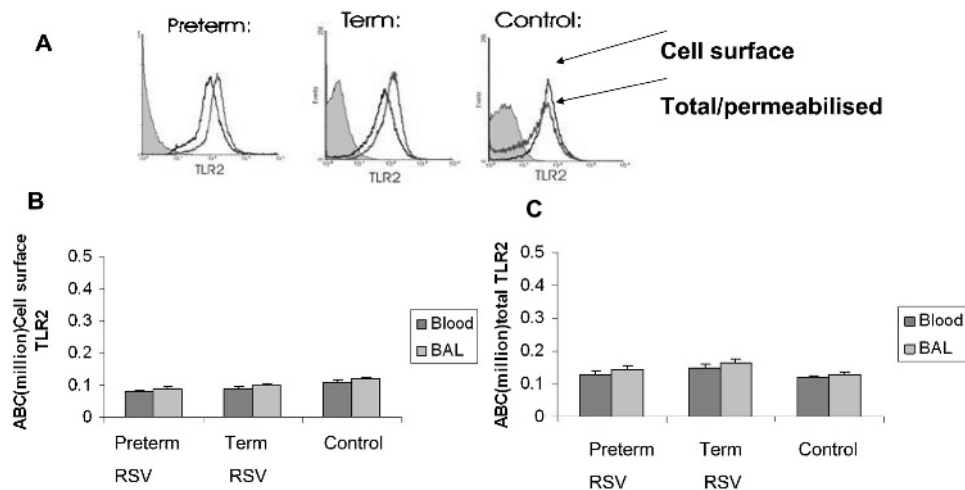 A
Preterm:
Term:
Control:
Cell surface
Total/permeabilised
Events
Events
TLR2
TLR2
TLR2
B
ABC(million)Cell surface
TLR2
0.5
0.4
0.3
0.2
0.1
0
Preterm
RSV
Term
RSV
Control
Blood
BAL
C
ABC(million)total TLR2
0.5
0.4
0.3
0.2
0.1
0
Preterm
RSV
Term
RSV
Control
Blood
BAL